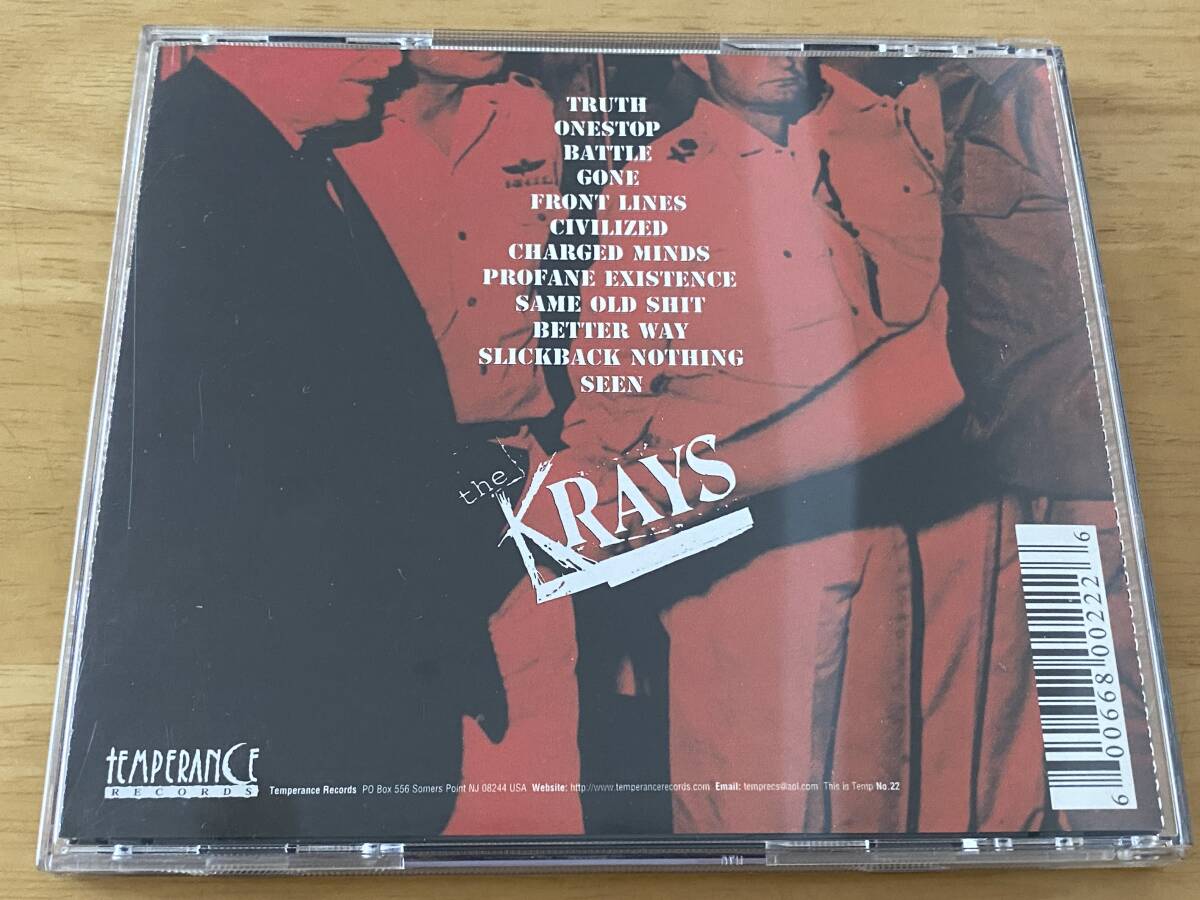 TRUTH
ONESTOP
BATTLE
GONE
FRONT LINES
CIVILIZED
CHARGED MINDS
PROFANE EXISTENCE
SAME OLD SHIT
BETTER WAY
SLICKBACK NOTHING
SEEN
the KRAYS
6 00668 00222 6
TEMPERANCE
RECORDS
Temperance Records PO Box 556 Somers Point NJ 08244 USA Website: http://www.temperancerecords.com Email: temprecs@aol.com This is Temp No.22